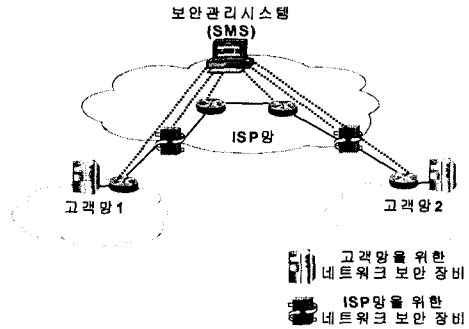 보안관리시스템
(SMS)
ISP망
고객망1
고객망2
고객망을 위한
네트워크 보안 장비
ISP망을 위한
네트워크 보안 장비